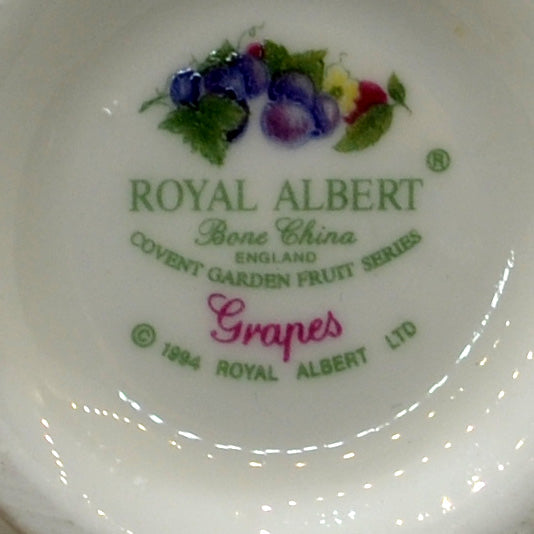 ®
ROYAL ALBERT
Bone China
ENGLAND
COVENT GARDEN FRUIT SERIES
Grapes
© 1994 ROYAL ALBERT LTD